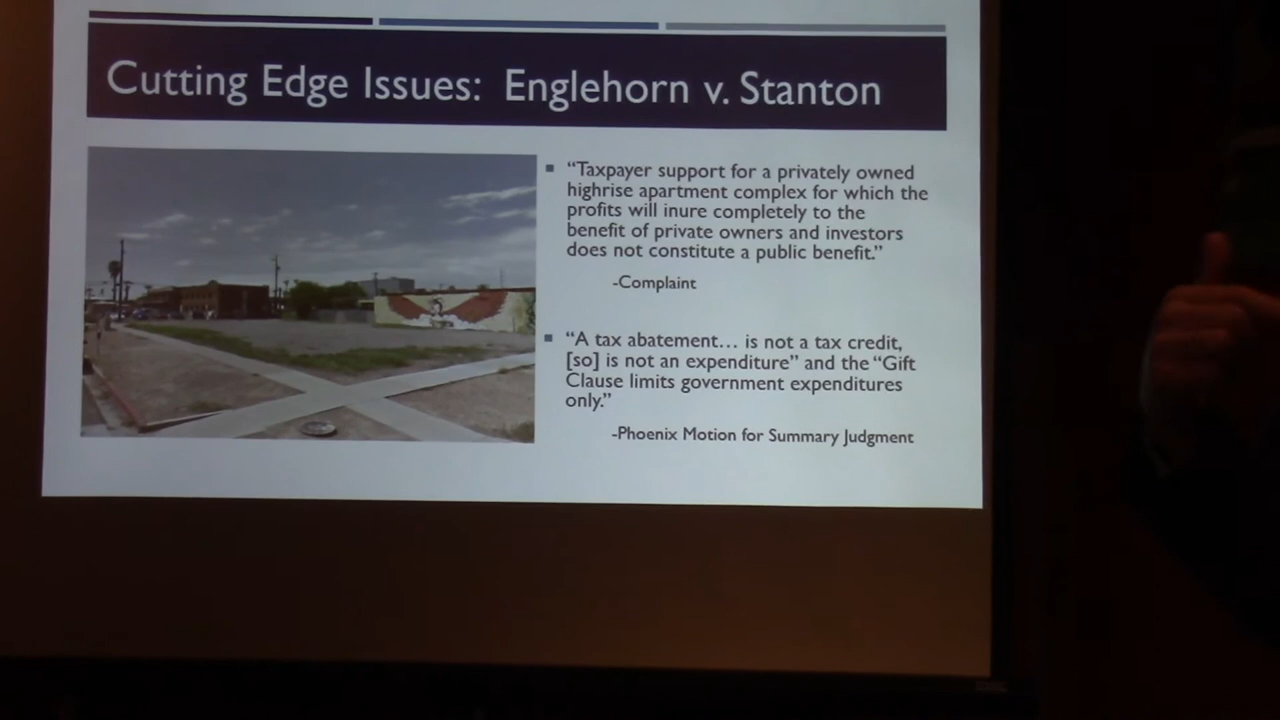 Cutting Edge Issues: Englehorn v. Stanton
“Taxpayer support for a privately owned
highrise apartment complex for which the
profits will inure completely to the
benefit of private owners and investors
does not constitute a public benefit.”
-Complaint
“A tax abatement… is not a tax credit,
[so] is not an expenditure” and the “Gift
Clause limits government expenditures
only.”
-Phoenix Motion for Summary Judgment